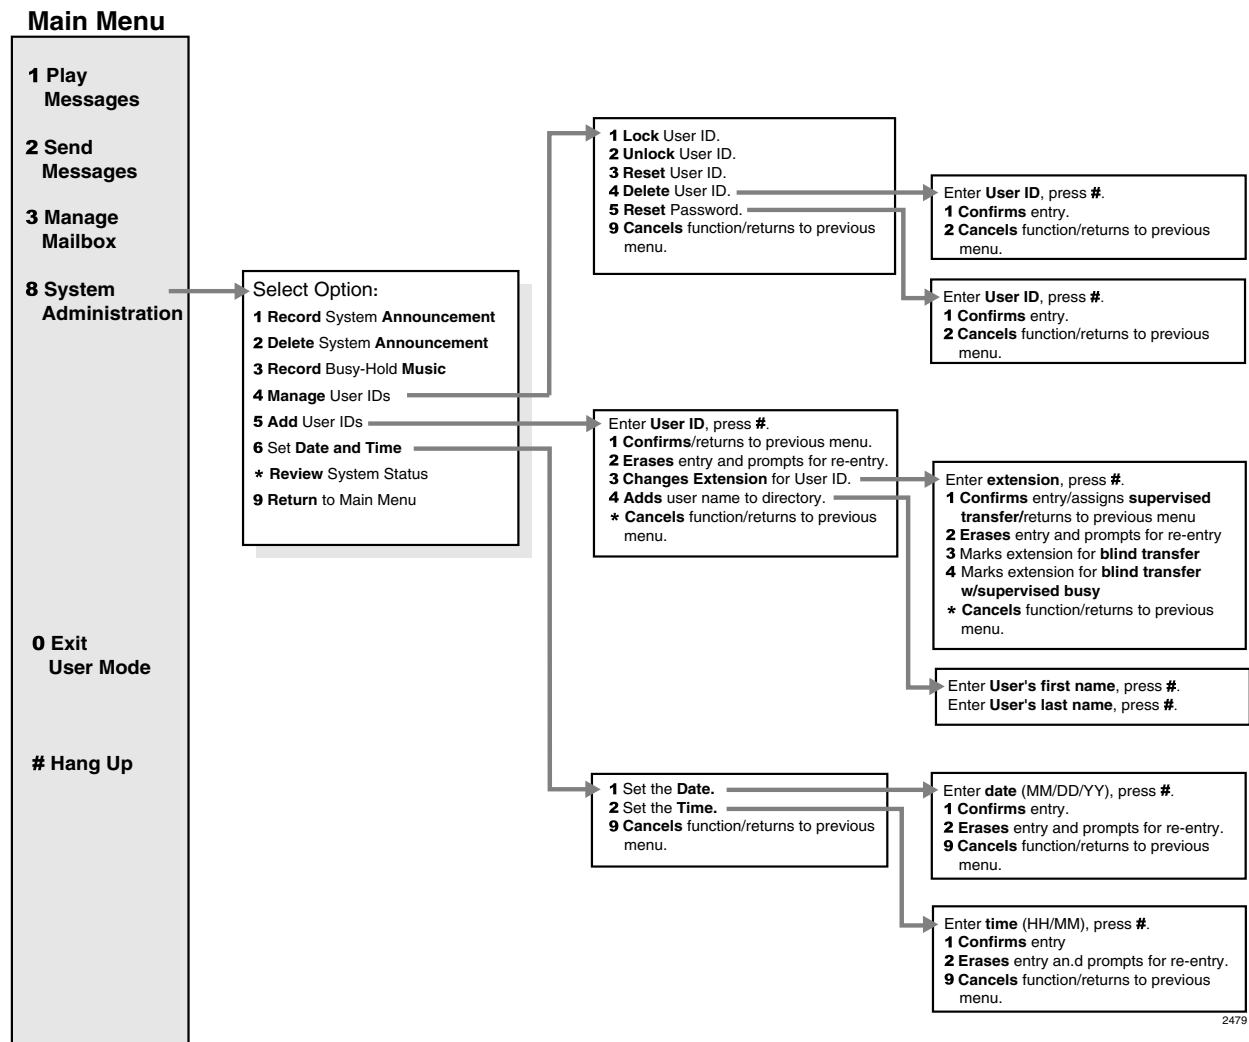 Main Menu
1 Play
Messages
2 Send
Messages
3 Manage
Mailbox
8 System
Administration
0 Exit
User Mode
# Hang Up
Select Option:
1 Record System Announcement
2 Delete System Announcement
3 Record Busy-Hold Music
4 Manage User IDs
5 Add User IDs
6 Set Date and Time
* Review System Status
9 Return to Main Menu
1 Lock User ID.
2 Unlock User ID.
3 Reset User ID.
4 Delete User ID.
5 Reset Password.
9 Cancels function/returns to previous
menu.
Enter User ID, press #.
1 Confirms entry.
2 Cancels function/returns to previous
menu.
Enter User ID, press #.
1 Confirms entry.
2 Cancels function/returns to previous
menu.
Enter User ID, press #.
1 Confirms/returns to previous menu.
2 Erases entry and prompts for re-entry.
3 Changes Extension for User ID.
4 Adds user name to directory.
* Cancels function/returns to previous
menu.
Enter extension, press #.
1 Confirms entry/assigns supervised
transfer/returns to previous menu
2 Erases entry and prompts for re-entry
3 Marks extension for blind transfer
4 Marks extension for blind transfer
w/supervised busy
* Cancels function/returns to previous
menu.
Enter User's first name, press #.
Enter User's last name, press #.
1 Set the Date.
2 Set the Time.
9 Cancels function/returns to previous
menu.
Enter date (MM/DD/YY), press #.
1 Confirms entry.
2 Erases entry and prompts for re-entry.
9 Cancels function/returns to previous
menu.
Enter time (HH/MM), press #.
1 Confirms entry
2 Erases entry an.d prompts for re-entry.
9 Cancels function/returns to previous
menu.
2479